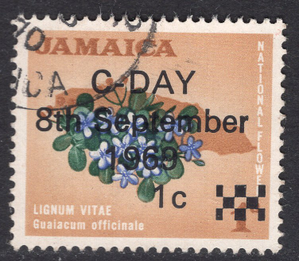 JAMAICA
C-DAY
8th September
1969
1c
LIGNUM VITAE
Guaiacum officinale
NATIONAL FLOWER